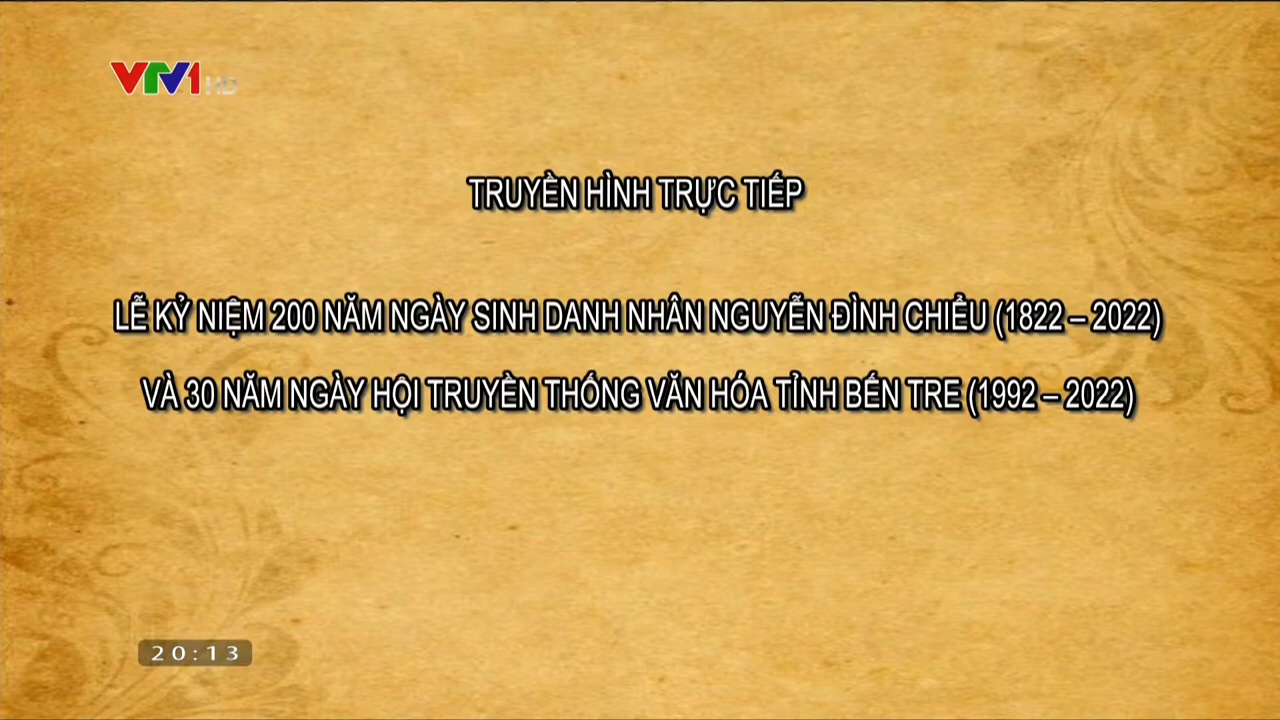 VTV1 HD
TRUYỀN HÌNH TRỰC TIẾP
LỄ KỶ NIỆM 200 NĂM NGÀY SINH DANH NHÂN NGUYỄN ĐÌNH CHIỂU (1822 – 2022)
VÀ 30 NĂM NGÀY HỘI TRUYỀN THỐNG VĂN HÓA TỈNH BẾN TRE (1992 – 2022)
20:13